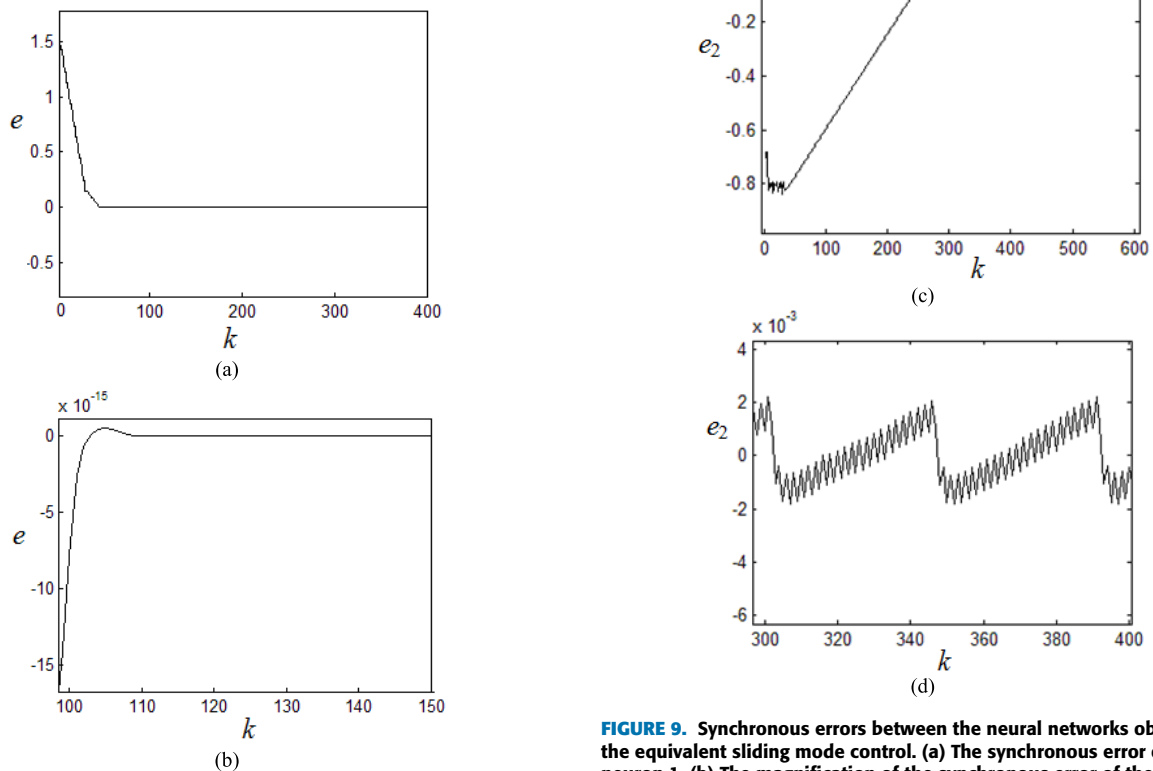 1.5
1
0.5
0
-0.5
e
0 100 200 300 400
k
(a)
x 10-15
0
-5
-10
-15
e
100 110 120 130 140 150
k
(b)
-0.2
-0.4
-0.6
-0.8
e2
0 100 200 300 400 500 600
k
(c)
x 10-3
4
2
0
-2
-4
-6
e2
300 320 340 360 380 400
k
(d)
FIGURE 9. Synchronous errors between the neural networks ob
the equivalent sliding mode control. (a) The synchronous error